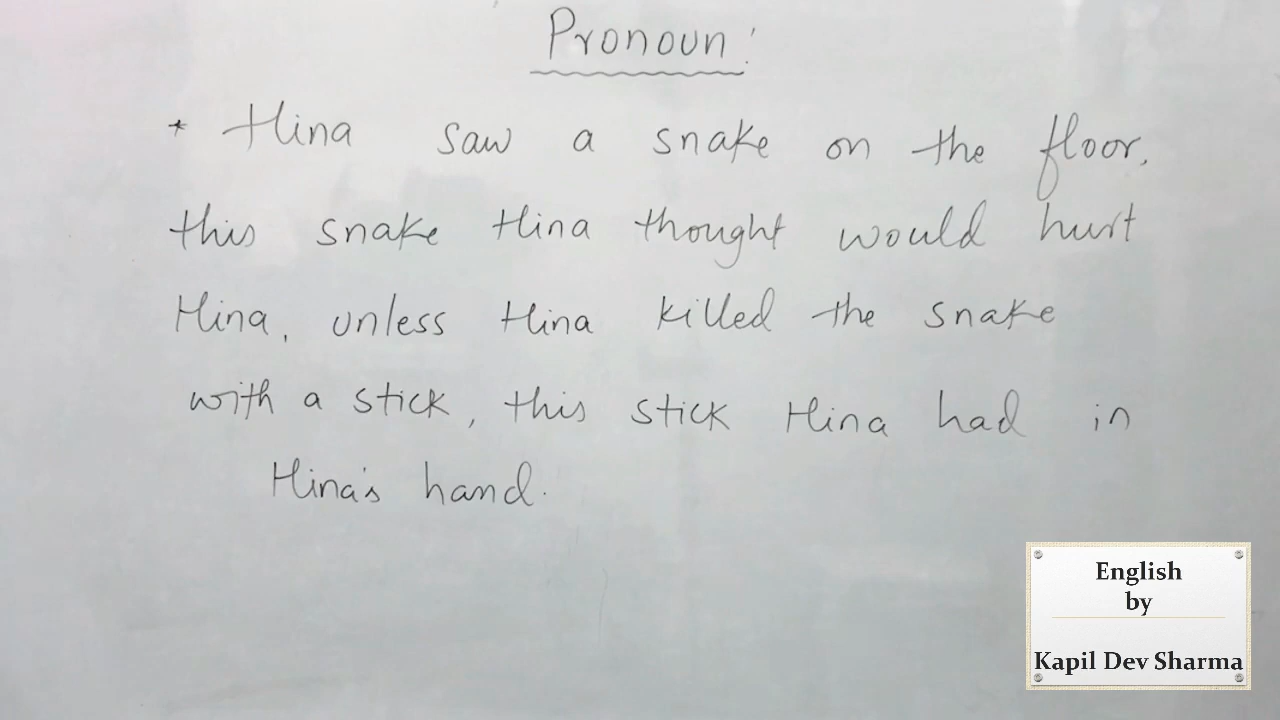 Pronoun:
* Hina saw a snake on the floor,
this snake Hina thought would hurt
Hina, unless Hina killed the snake
with a stick, this stick Hina had in
Hina's hand.
English
by
Kapil Dev Sharma